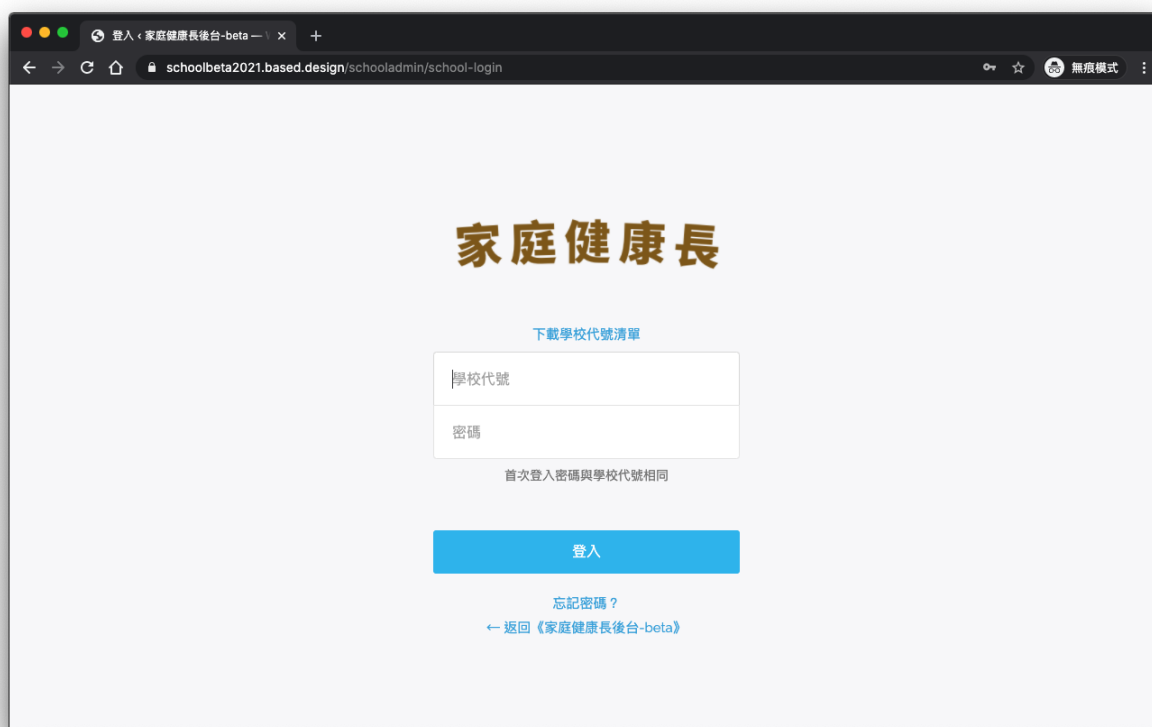 登入 ‹ 家庭健康長後台-beta —
schoolbeta2021.based.design/schooladmin/school-login
無痕模式
家庭健康長
下載學校代號清單
學校代號
密碼
首次登入密碼與學校代號相同
登入
忘記密碼？
← 返回《家庭健康長後台-beta》